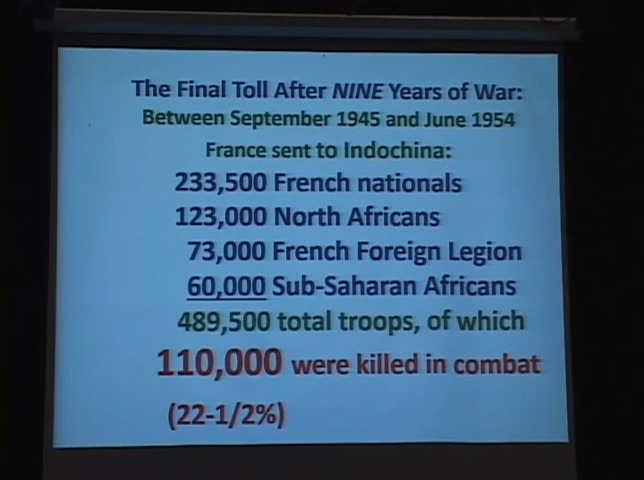 The Final Toll After NINE Years of War:
Between September 1945 and June 1954
France sent to Indochina:
233,500 French nationals
123,000 North Africans
73,000 French Foreign Legion
60,000 Sub-Saharan Africans
489,500 total troops, of which
110,000 were killed in combat
(22-1/2%)